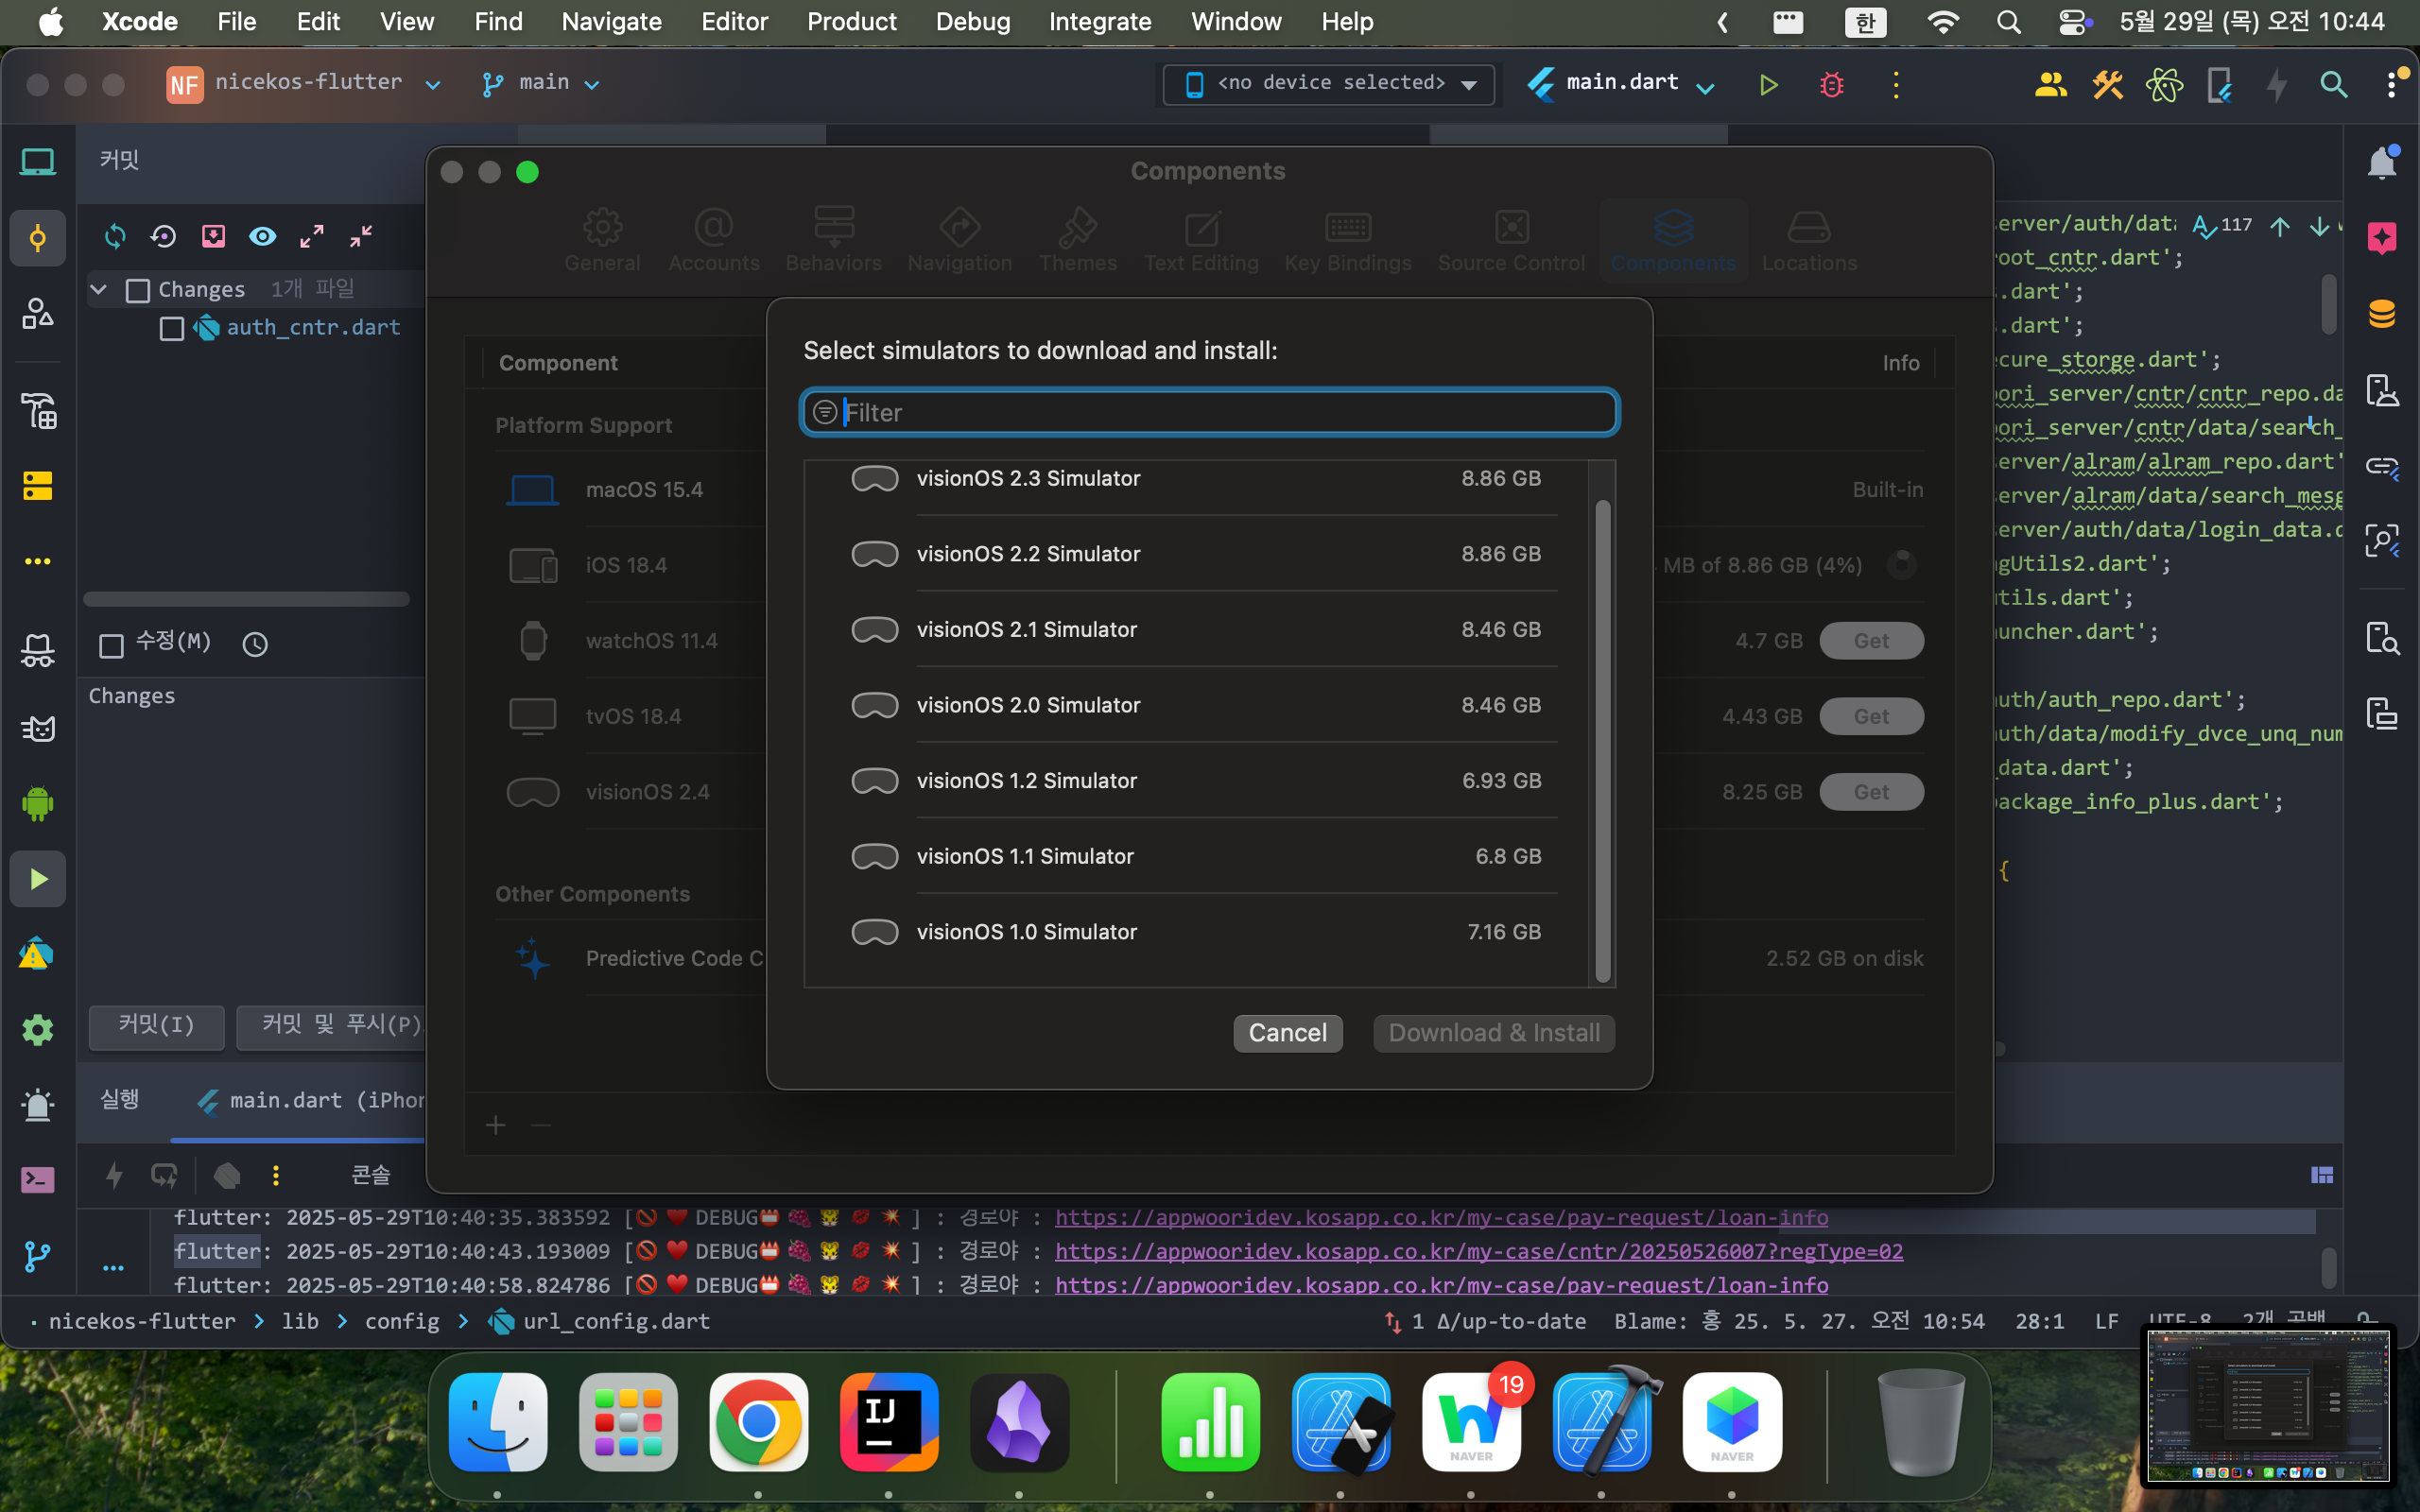 Xcode File Edit View Find Navigate Editor Product Debug Integrate Window Help 한 5월 29일 (목) 오전 10:44
NF nicekos-flutter main <no device selected> main.dart
커밋
Components
General Accounts Behaviors Navigation Themes Text Editing Key Bindings Source Control Components Locations
Changes 1개 파일
auth_cntr.dart
수정(M)
Changes
커밋(I) 커밋 및 푸시(P)
Component Info
Platform Support
macOS 15.4 Built-in
iOS 18.4 MB of 8.86 GB (4%)
watchOS 11.4 4.7 GB Get
tvOS 18.4 4.43 GB Get
visionOS 2.4 8.25 GB Get
Other Components
Predictive Code C 2.52 GB on disk
Select simulators to download and install:
Filter
visionOS 2.3 Simulator 8.86 GB
visionOS 2.2 Simulator 8.86 GB
visionOS 2.1 Simulator 8.46 GB
visionOS 2.0 Simulator 8.46 GB
visionOS 1.2 Simulator 6.93 GB
visionOS 1.1 Simulator 6.8 GB
visionOS 1.0 Simulator 7.16 GB
Cancel Download & Install
erver/auth/dat 117
oot_cntr.dart';
.dart';
.dart';
cure_storge.dart';
ori_server/cntr/cntr_repo.da
ori_server/cntr/data/search_
erver/alram/alram_repo.dart'
erver/alram/data/search_mesg
erver/auth/data/login_data.d
gUtils2.dart';
tils.dart';
uncher.dart';
uth/auth_repo.dart';
uth/data/modify_dvce_unq_num
_data.dart';
ackage_info_plus.dart';
{
실행 main.dart (iPhon
콘솔
flutter: 2025-05-29T10:40:35.383592 [🚫 ♥️ DEBUG📛 🍇 🐯 💋 💥 ] : 경로야 : https://appwooridev.kosapp.co.kr/my-case/pay-request/loan-info
flutter: 2025-05-29T10:40:43.193009 [🚫 ♥️ DEBUG📛 🍇 🐯 💋 💥 ] : 경로야 : https://appwooridev.kosapp.co.kr/my-case/cntr/20250526007?regType=02
flutter: 2025-05-29T10:40:58.824786 [🚫 ♥️ DEBUG📛 🍇 🐯 💋 💥 ] : 경로야 : https://appwooridev.kosapp.co.kr/my-case/pay-request/loan-info
nicekos-flutter > lib > config > url_config.dart 1 ∆/up-to-date Blame: 홍 25. 5. 27. 오전 10:54 28:1 LF UTF-8 2개 공백
IJ NAVER 19 NAVER